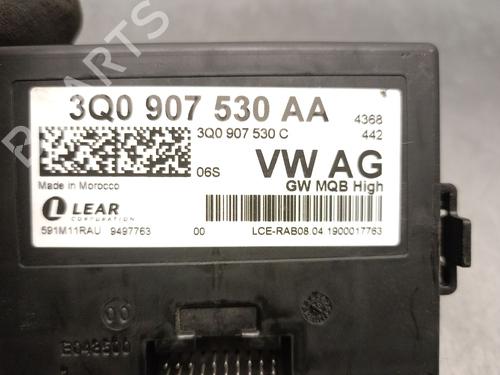 3Q0 907 530 AA
4368
3Q0 907 530 C
442
06S
VW AG
Made in Morocco
GW MQB High
LEAR
CORPORATION
591M11RAU 9497763 00 LCE-RAB08.04 1900017763
PARTS